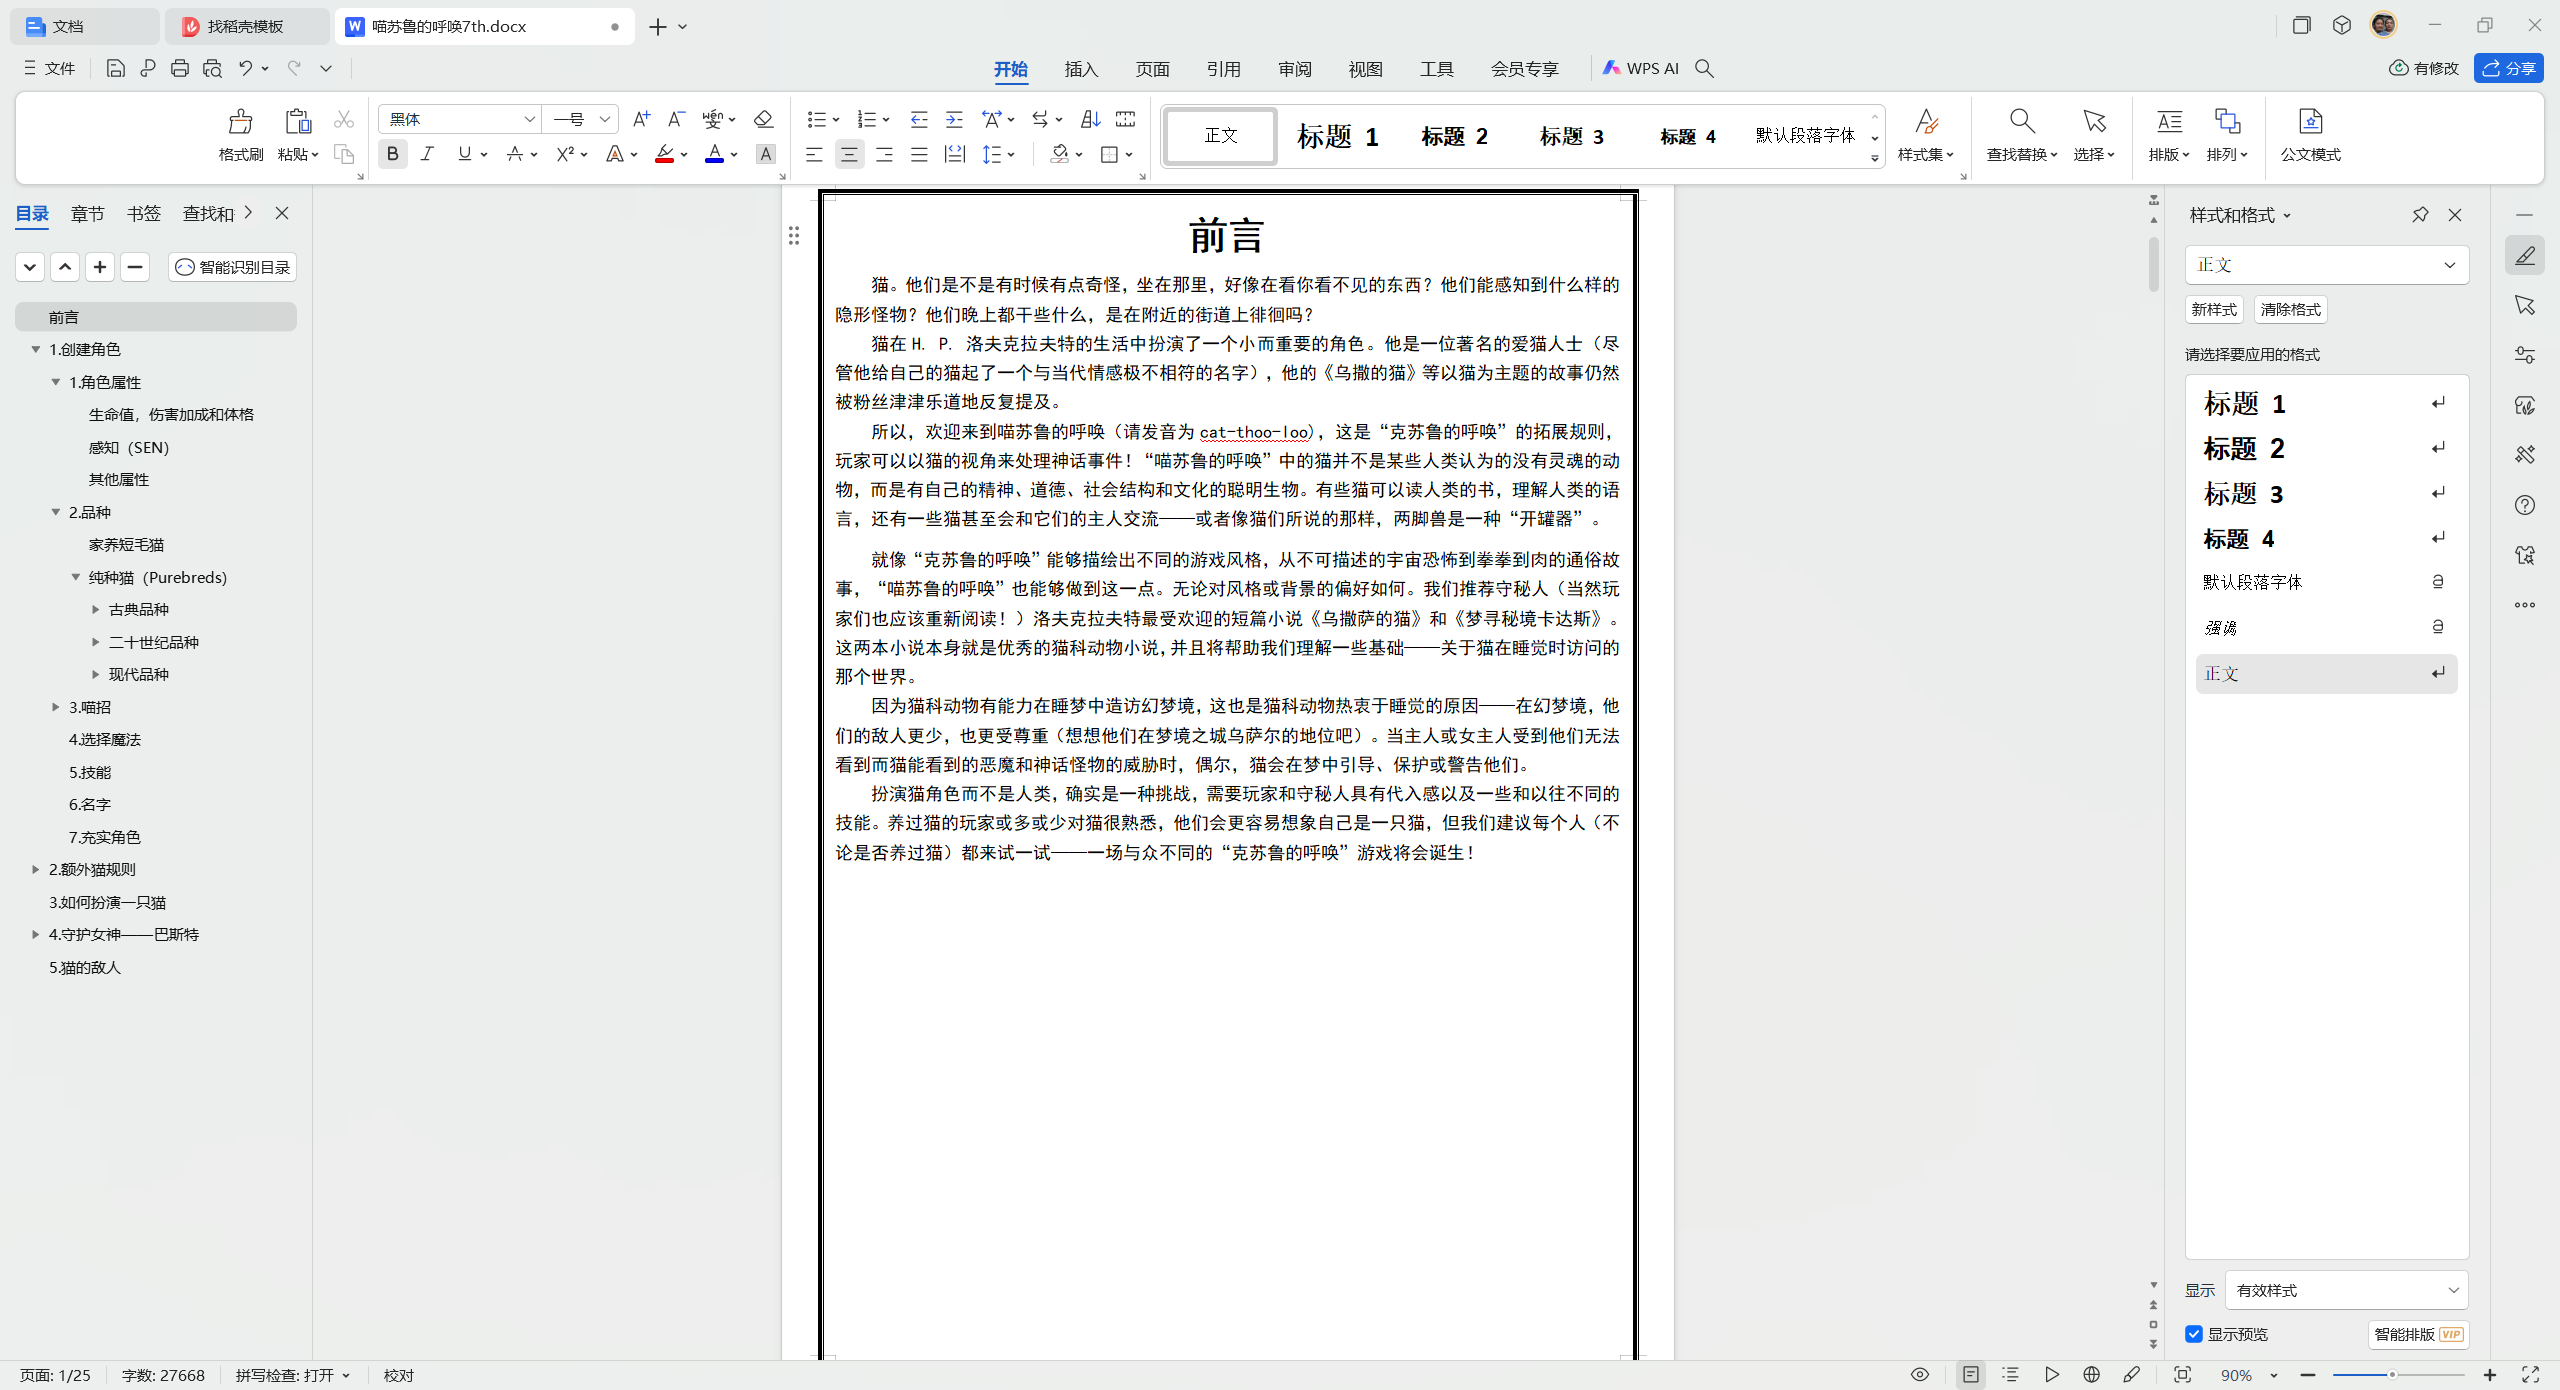 文档
找稻壳模板
喵苏鲁的呼唤7th.docx
文件
开始
插入
页面
引用
审阅
视图
工具
会员专享
WPS AI
有修改
分享
格式刷
粘贴
黑体
一号
正文
标题 1
标题 2
标题 3
标题 4
默认段落字体
样式集
查找替换
选择
排版
排列
公文模式
目录
章节
书签
查找和
智能识别目录
前言
1.创建角色
1.角色属性
生命值，伤害加成和体格
感知（SEN）
其他属性
2.品种
家养短毛猫
纯种猫（Purebreds）
古典品种
二十世纪品种
现代品种
3.喵招
4.选择魔法
5.技能
6.名字
7.充实角色
2.额外猫规则
3.如何扮演一只猫
4.守护女神——巴斯特
5.猫的敌人
前言
猫。他们是不是有时候有点奇怪，坐在那里，好像在看你看不见的东西？他们能感知到什么样的
隐形怪物？他们晚上都干些什么，是在附近的街道上徘徊吗？
猫在 H. P. 洛夫克拉夫特的生活中扮演了一个小而重要的角色。他是一位著名的爱猫人士（尽
管他给自己的猫起了一个与当代情感极不相符的名字），他的《乌撒的猫》等以猫为主题的故事仍然
被粉丝津津乐道地反复提及。
所以，欢迎来到喵苏鲁的呼唤（请发音为 cat-thoo-loo），这是“克苏鲁的呼唤”的拓展规则，
玩家可以以猫的视角来处理神话事件！“喵苏鲁的呼唤”中的猫并不是某些人类认为的没有灵魂的动
物，而是有自己的精神、道德、社会结构和文化的聪明生物。有些猫可以读人类的书，理解人类的语
言，还有一些猫甚至会和它们的主人交流——或者像猫们所说的那样，两脚兽是一种“开罐器”。
就像“克苏鲁的呼唤”能够描绘出不同的游戏风格，从不可描述的宇宙恐怖到拳拳到肉的通俗故
事，“喵苏鲁的呼唤”也能够做到这一点。无论对风格或背景的偏好如何。我们推荐守秘人（当然玩
家们也应该重新阅读！）洛夫克拉夫特最受欢迎的短篇小说《乌撒萨的猫》和《梦寻秘境卡达斯》。
这两本小说本身就是优秀的猫科动物小说，并且将帮助我们理解一些基础——关于猫在睡觉时访问的
那个世界。
因为猫科动物有能力在睡梦中造访幻梦境，这也是猫科动物热衷于睡觉的原因——在幻梦境，他
们的敌人更少，也更受尊重（想想他们在梦境之城乌萨尔的地位吧）。当主人或女主人受到他们无法
看到而猫能看到的恶魔和神话怪物的威胁时，偶尔，猫会在梦中引导、保护或警告他们。
扮演猫角色而不是人类，确实是一种挑战，需要玩家和守秘人具有代入感以及一些和以往不同的
技能。养过猫的玩家或多或少对猫很熟悉，他们会更容易想象自己是一只猫，但我们建议每个人（不
论是否养过猫）都来试一试——一场与众不同的“克苏鲁的呼唤”游戏将会诞生！
样式和格式
正文
新样式
清除格式
请选择要应用的格式
标题 1
标题 2
标题 3
标题 4
默认段落字体
强调
正文
显示
有效样式
显示预览
智能排版 VIP
页面: 1/25
字数: 27668
拼写检查: 打开
校对
90%